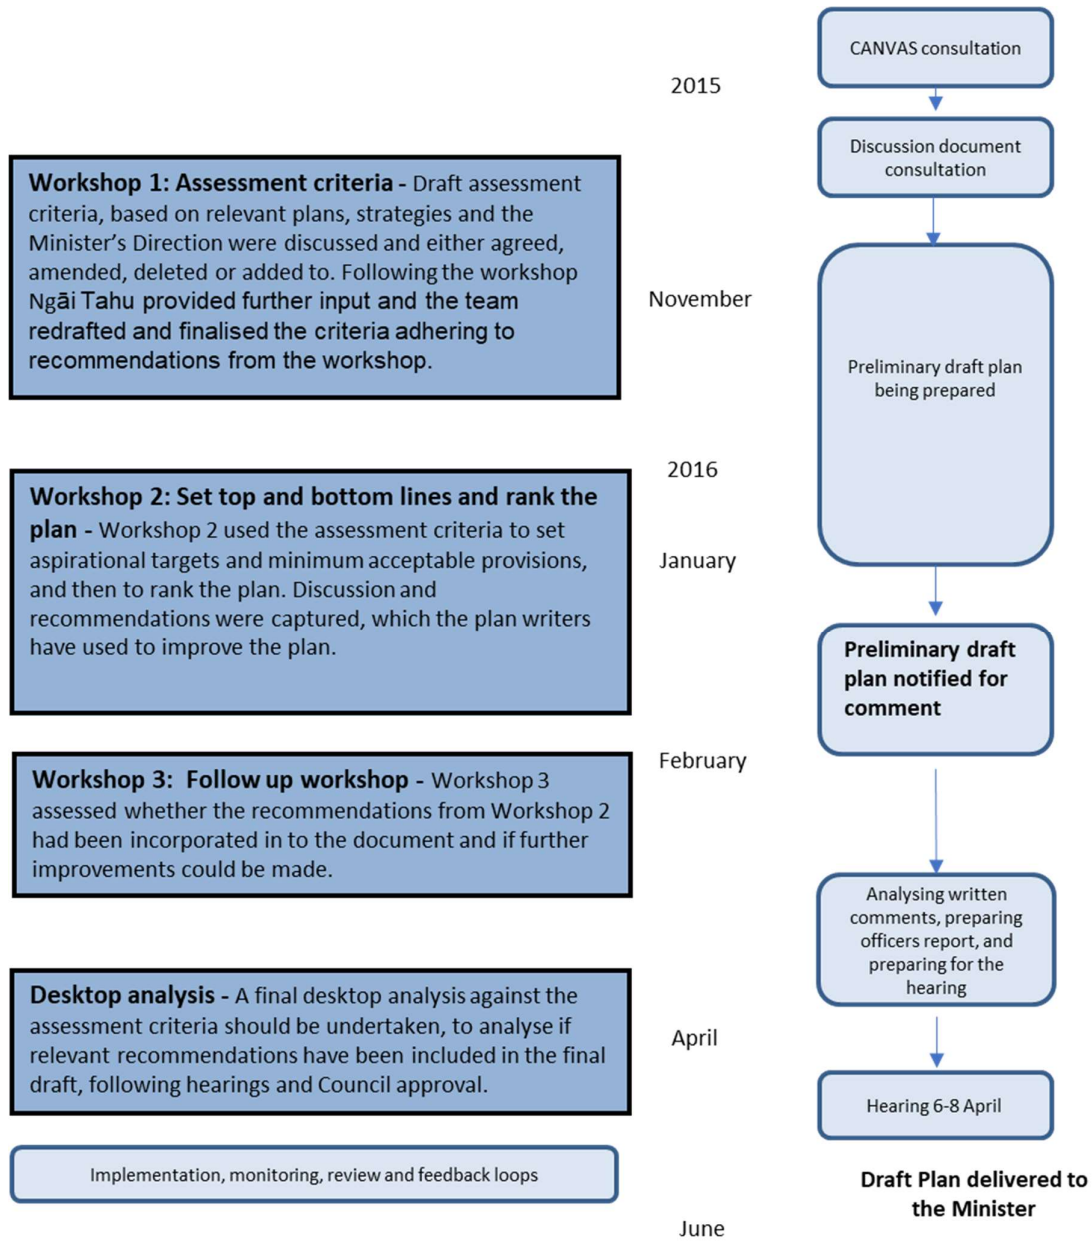 CANVAS consultation
2015
Discussion document
consultation
Workshop 1: Assessment criteria - Draft assessment
criteria, based on relevant plans, strategies and the
Minister's Direction were discussed and either agreed,
amended, deleted or added to. Following the workshop
Ngāi Tahu provided further input and the team
redrafted and finalised the criteria adhering to
recommendations from the workshop.
November
Preliminary draft plan
being prepared
2016
Workshop 2: Set top and bottom lines and rank the
plan - Workshop 2 used the assessment criteria to set
aspirational targets and minimum acceptable provisions,
and then to rank the plan. Discussion and
recommendations were captured, which the plan writers
have used to improve the plan.
January
Preliminary draft
plan notified for
comment
February
Workshop 3:  Follow up workshop - Workshop 3
assessed whether the recommendations from Workshop 2
had been incorporated in to the document and if further
improvements could be made.
Analysing written
comments, preparing
officers report, and
preparing for the
hearing
Desktop analysis - A final desktop analysis against the
assessment criteria should be undertaken, to analyse if
relevant recommendations have been included in the final
draft, following hearings and Council approval.
April
Hearing 6-8 April
Implementation, monitoring, review and feedback loops
Draft Plan delivered to
the Minister
June